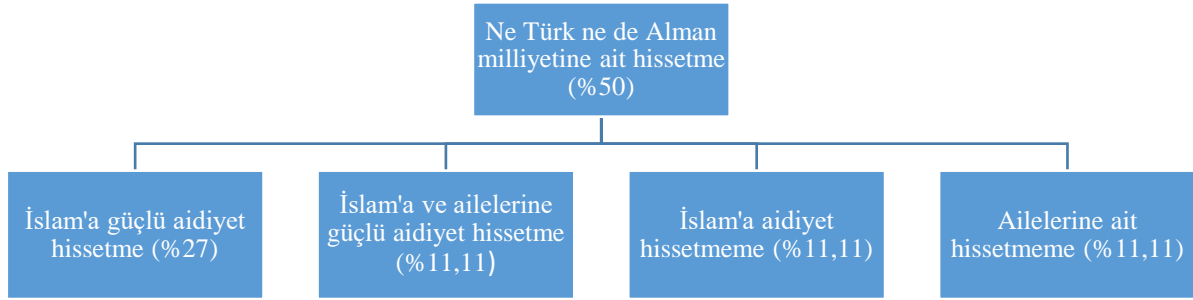 Ne Türk ne de Alman
milliyetine ait hissetme
(%50)
İslam'a güçlü aidiyet
hissetme (%27)
İslam'a ve ailelerine
güçlü aidiyet hissetme
(%11,11)
İslam'a aidiyet
hissetmeme (%11,11)
Ailelerine ait
hissetmeme (%11,11)